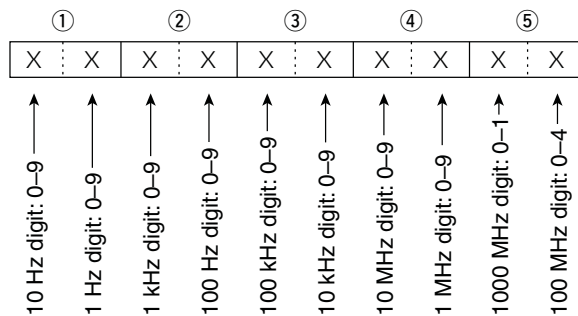 ① ② ③ ④ ⑤
X X X X X X X X X X
10 Hz digit: 0–9
1 Hz digit: 0–9
1 kHz digit: 0–9
100 Hz digit: 0–9
100 kHz digit: 0–9
10 kHz digit: 0–9
10 MHz digit: 0–9
1 MHz digit: 0–9
1000 MHz digit: 0–1
100 MHz digit: 0–4